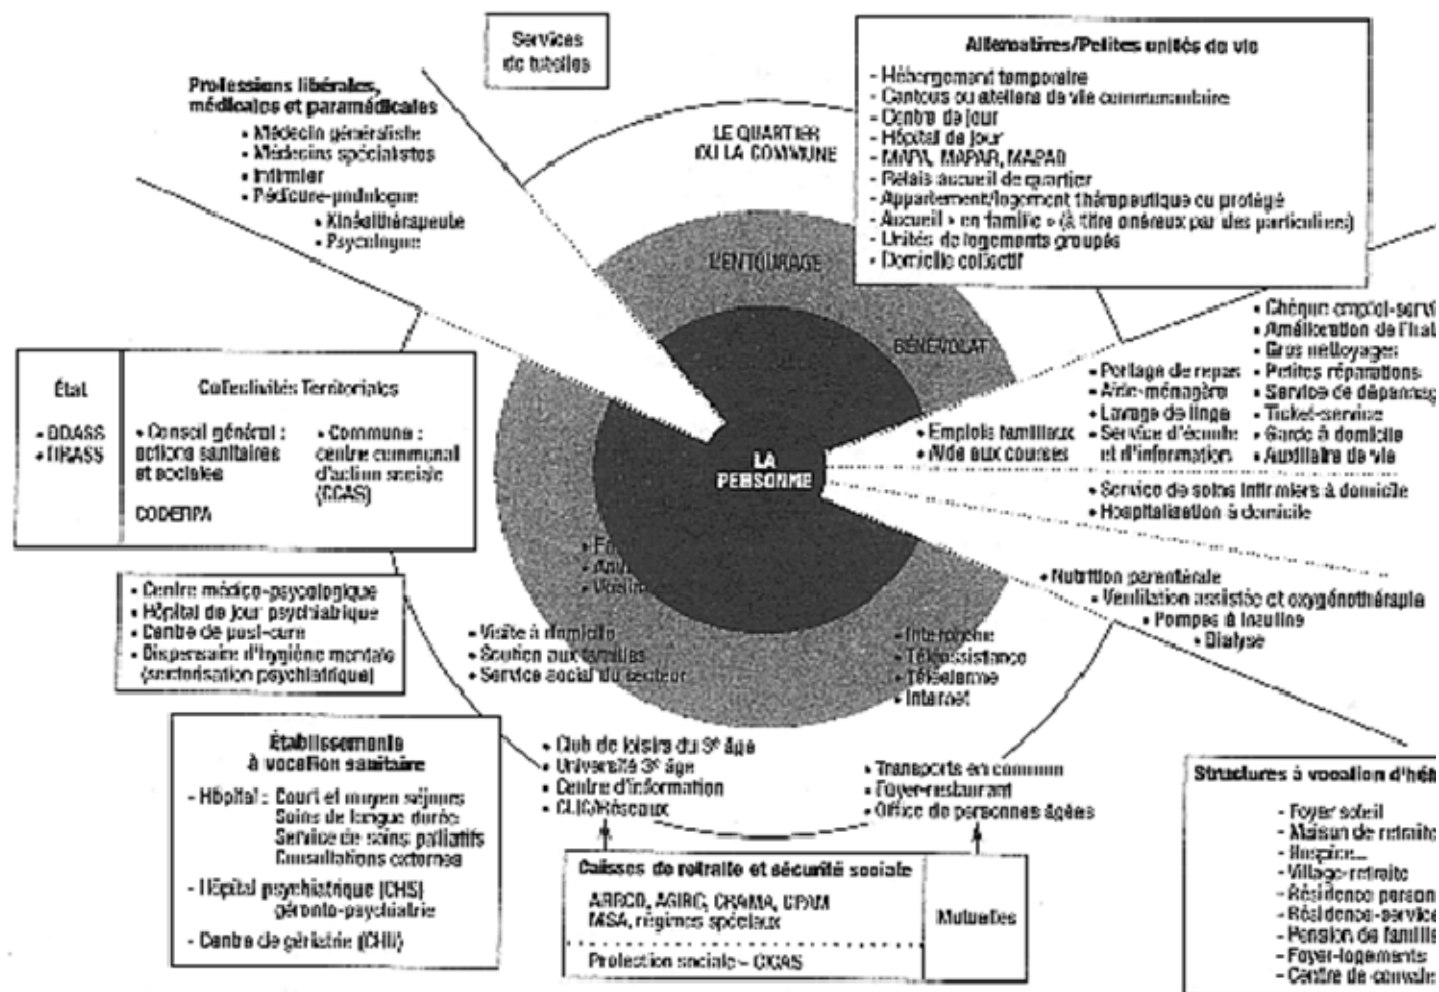 Services
de tutelles
Professions libérales,
médicales et paramédicales
• Médecin généraliste
• Médecins spécialistes
• Infirmier
• Pédicure-podologue
• Kinésithérapeute
• Psycologue
LE QUARTIER
OU LA COMMUNE
Alternatives/Petites unités de vie
- Hébergement temporaire
- Cantous ou ateliers de vie communautaire
- Centre de jour
- Hôpital de jour
- MAPA, MAPAR, MAPAD
- Relais accueil de quartier
- Appartement/logement thérapeutique ou protégé
- Accueil « en famille » (à titre onéreux par des particuliers)
- Unités de logements groupés
- Domicile collectif
L'ENTOURAGE
BÉNÉVOLAT
LA
PERSONNE
État
• DDASS
• DRASS
Collectivités Territoriales
• Conseil général :
actions sanitaires
et sociales
CODERPA
• Commune :
centre communal
d'action sociale
(CCAS)
• Emplois familiaux
• Aide aux courses
• Portage de repas
• Aide-ménagère
• Lavage de linge
• Service d'écoute
et d'information
• Chèque emploi-servi
• Amélioration de l'hab
• Gros nettoyages
• Petites réparations
• Service de dépannag
• Ticket-service
• Garde à domicile
• Auxiliaire de vie
• Service de soins infirmiers à domicile
• Hospitalisation à domicile
• Nutrition parentérale
• Ventilation assistée et oxygénothérapie
• Pompes à insuline
• Dialyse
• Centre médico-psycologique
• Hôpital de jour psychiatrique
• Centre de post-cure
• Dispensaire d'hygiène mentale
(sectorisation psychiatrique)
• Visite à domicile
• Soutien aux familles
• Service social du secteur
• Interphone
• Téléassistance
• Téléalarme
• Internet
Établissements
à vocation sanitaire
- Hôpital : Court et moyen séjours
Soins de longue durée
Service de soins palliatifs
Consultations externes
- Hôpital psychiatrique (CHS)
géronto-psychiatrie
- Centre de gériatrie (CHU)
• Club de loisirs du 3e âge
• Université 3e âge
• Centre d'information
• CLIC/Réseaux
• Transports en commun
• Foyer-restaurant
• Office de personnes âgées
Caisses de retraite et sécurité sociale
ARRCO, AGIRC, CRAMA, CPAM
MSA, régimes spéciaux
Protection sociale –
Mutuelles
Structures à vocation d'hé
- Foyer soleil
- Maison de retraite
- Hospice...
- Village-retraite
- Résidence person
- Résidence-service
- Pension de famille
- Foyer-logements
- Centre de convale